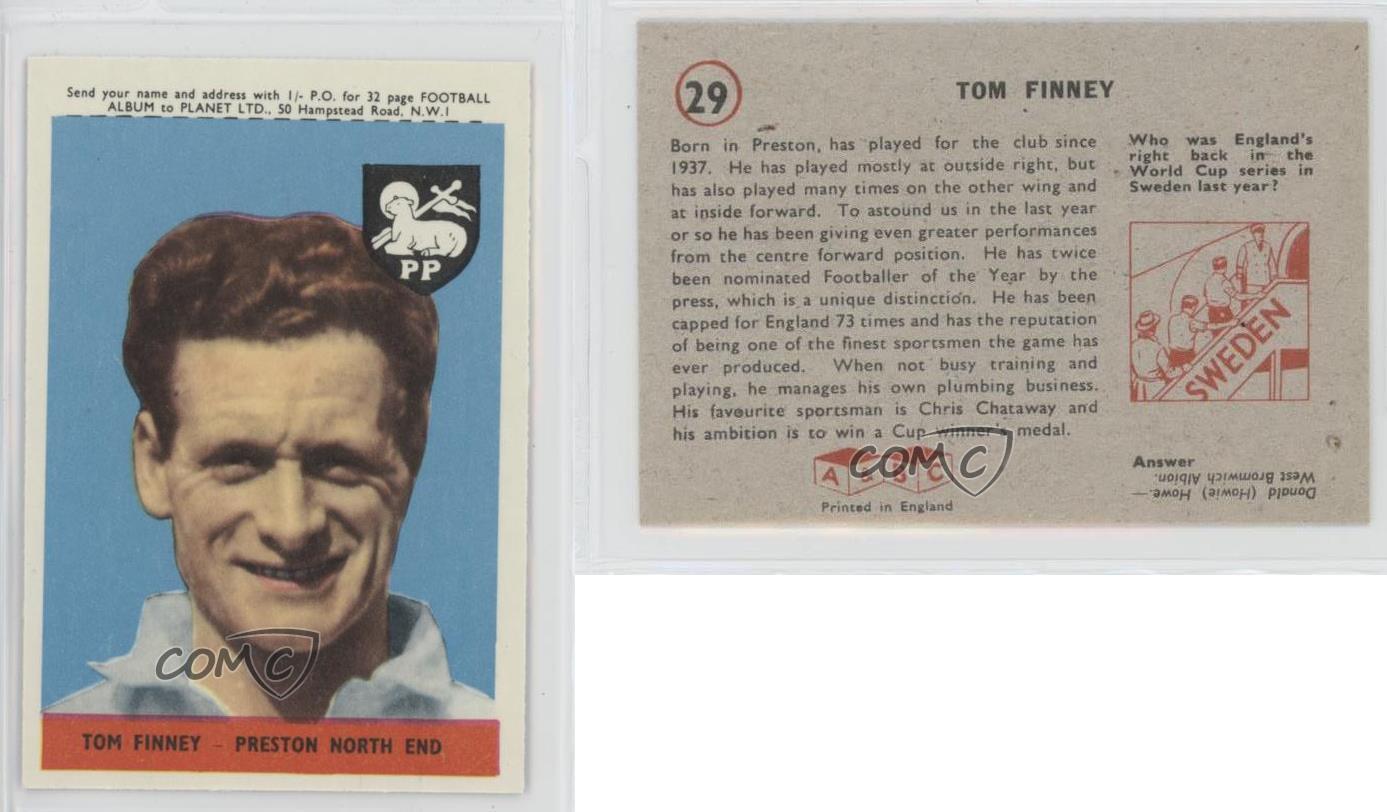 Send your name and address with 1/- P.O. for 32 page FOOTBALL
ALBUM to PLANET LTD., 50 Hampstead Road, N.W.1
PP
COMC
TOM FINNEY - PRESTON NORTH END
29
TOM FINNEY
Born in Preston, has played for the club since
1937. He has played mostly at outside right, but
has also played many times on the other wing and
at inside forward. To astound us in the last year
or so he has been giving even greater performances
from the centre forward position. He has twice
been nominated Footballer of the Year by the
press, which is a unique distinction. He has been
capped for England 73 times and has the reputation
of being one of the finest sportsmen the game has
ever produced. When not busy training and
playing, he manages his own plumbing business.
His favourite sportsman is Chris Chataway and
his ambition is to win a Cup winner's medal.
A & B C
COMC
Printed in England
Who was England's
right back in the
World Cup series in
Sweden last year?
SWEDEN
Answer
Donald (Howie) Howe.—
West Bromwich Albion.